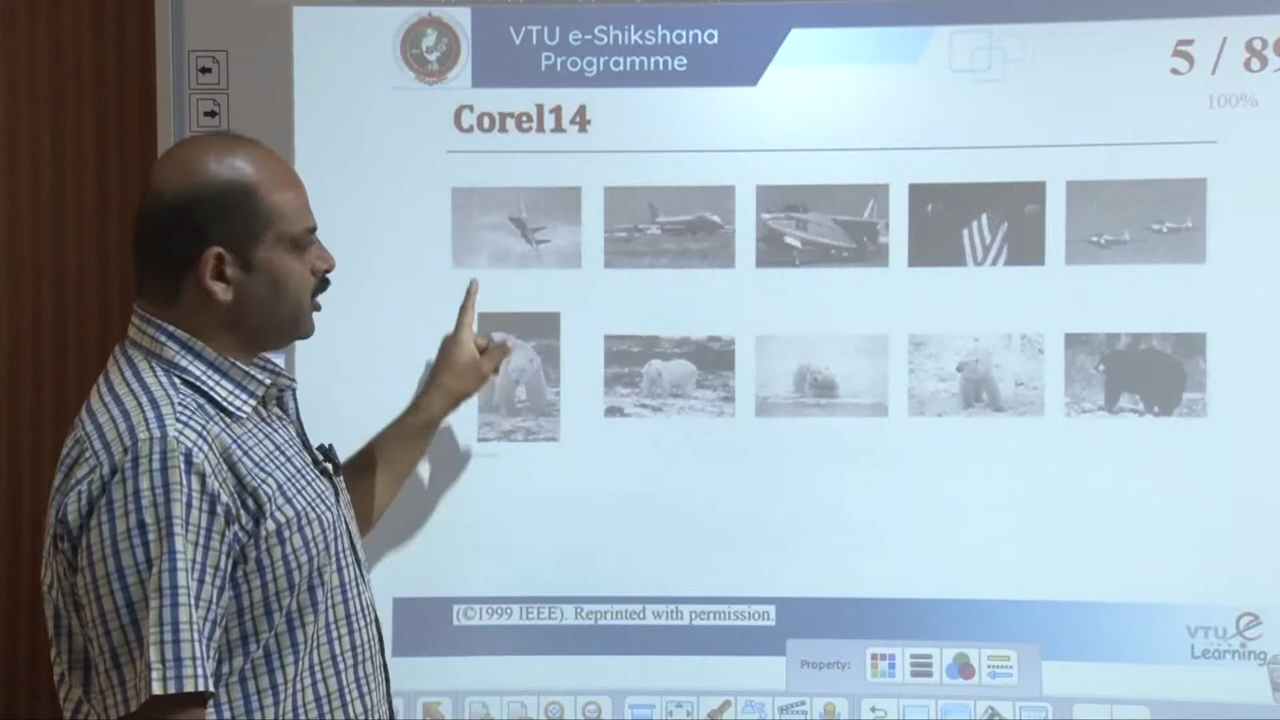 VTU e-Shikshana
Programme
5 / 89
100%
Corel14
(©1999 IEEE). Reprinted with permission.
Property:
VTU e
Learning